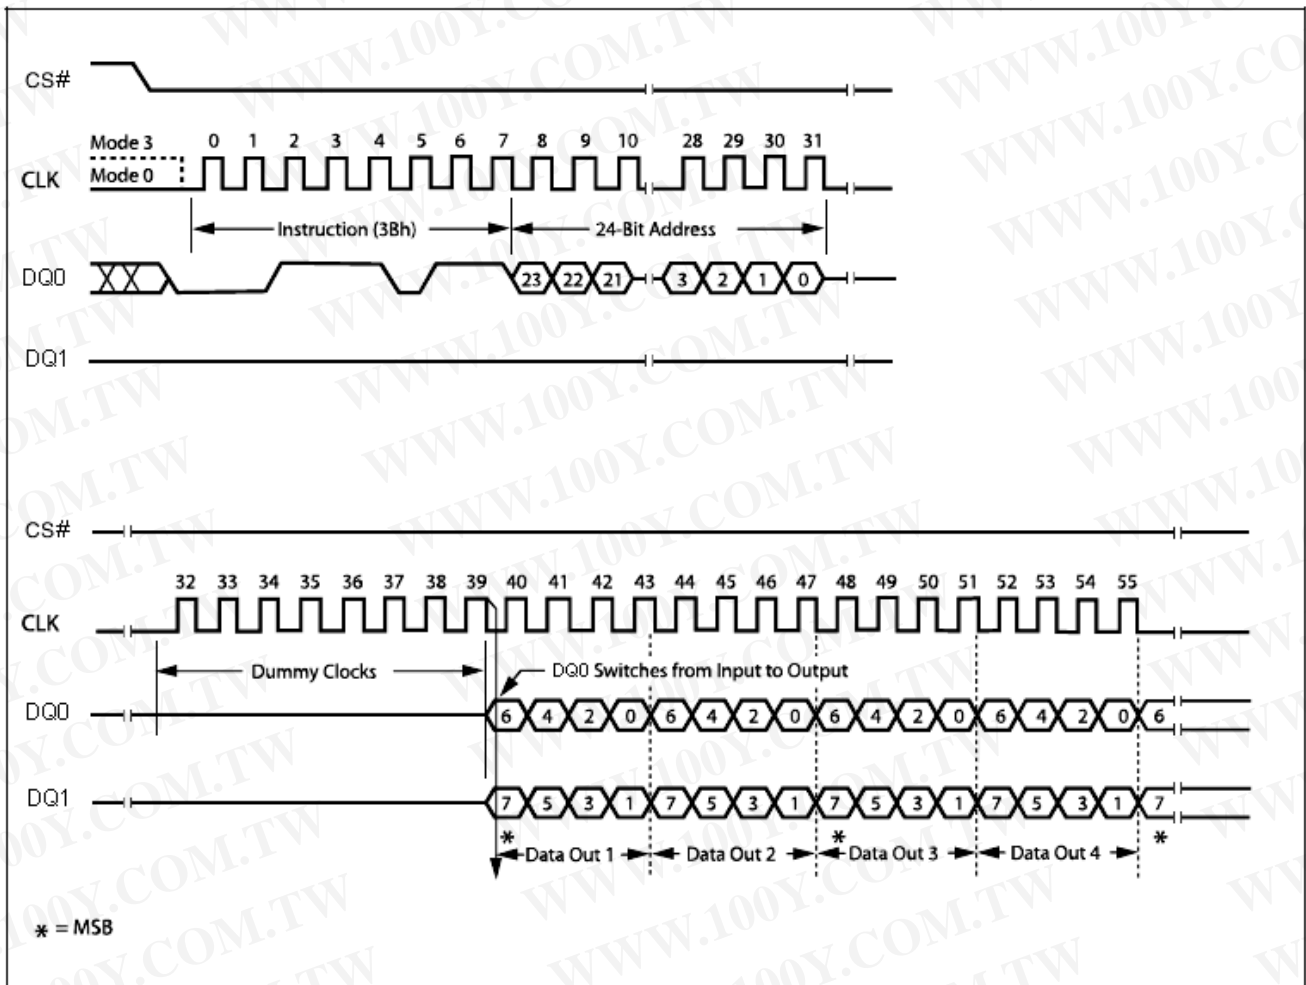 CS#
Mode 3
0 1 2 3 4 5 6 7 8 9 10 28 29 30 31
CLK
Mode 0
Instruction (3Bh)
24-Bit Address
DQ0
23 22 21 3 2 1 0
DQ1
CS#
32 33 34 35 36 37 38 39 40 41 42 43 44 45 46 47 48 49 50 51 52 53 54 55
CLK
Dummy Clocks
DQ0 Switches from Input to Output
DQ0
6 4 2 0 6 4 2 0 6 4 2 0 6 4 2 0 6
DQ1
7 5 3 1 7 5 3 1 7 5 3 1 7 5 3 1 7
* * *
Data Out 1 Data Out 2 Data Out 3 Data Out 4
* = MSB
WWW.100Y.COM.TW